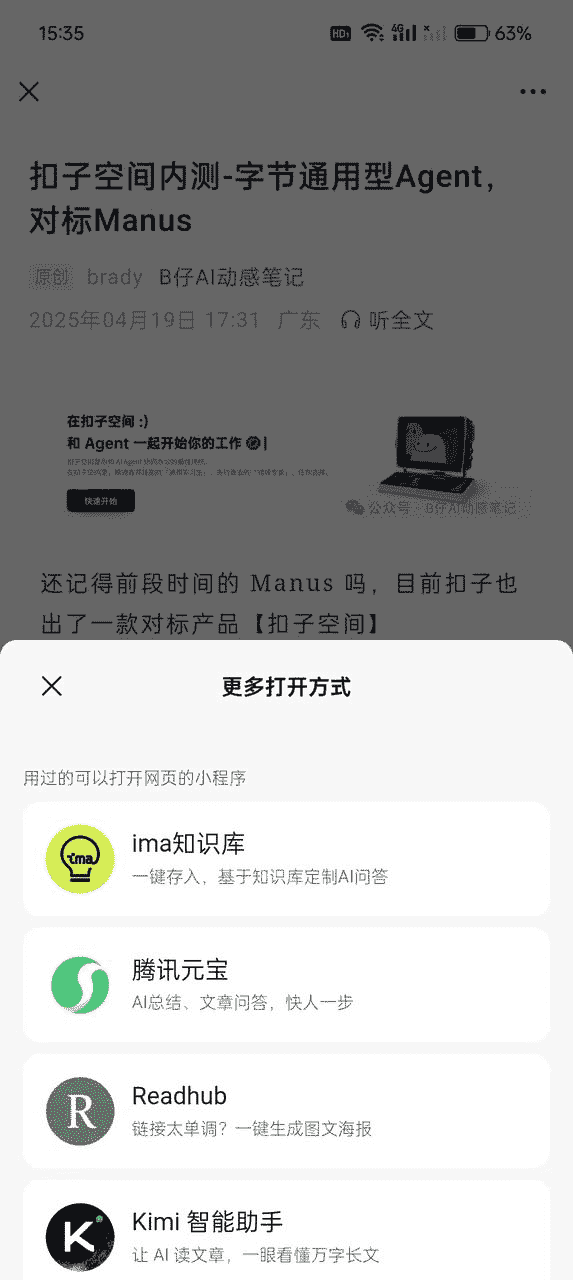 15:35
HD1
4G
63%
扣子空间内测-字节通用型Agent，
对标Manus
原创 brady B仔AI动感笔记
2025年04月19日 17:31 广东 听全文
在扣子空间 :)
和 Agent 一起开始你的工作
快速开始
公众号 · B仔AI动感笔记
还记得前段时间的 Manus 吗，目前扣子也
出了一款对标产品【扣子空间】
更多打开方式
用过的可以打开网页的小程序
ima
ima知识库
一键存入，基于知识库定制AI问答
腾讯元宝
AI总结、文章问答，快人一步
R
Readhub
链接太单调？一键生成图文海报
K
Kimi 智能助手
让 AI 读文章，一眼看懂万字长文